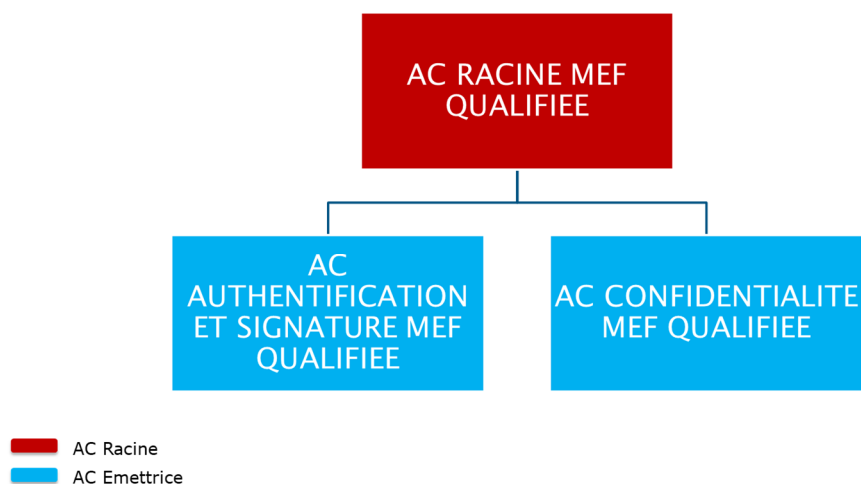 AC RACINE MEF
QUALIFIEE
AC
AUTHENTIFICATION
ET SIGNATURE MEF
QUALIFIEE
AC CONFIDENTIALITE
MEF QUALIFIEE
AC Racine
AC Emettrice